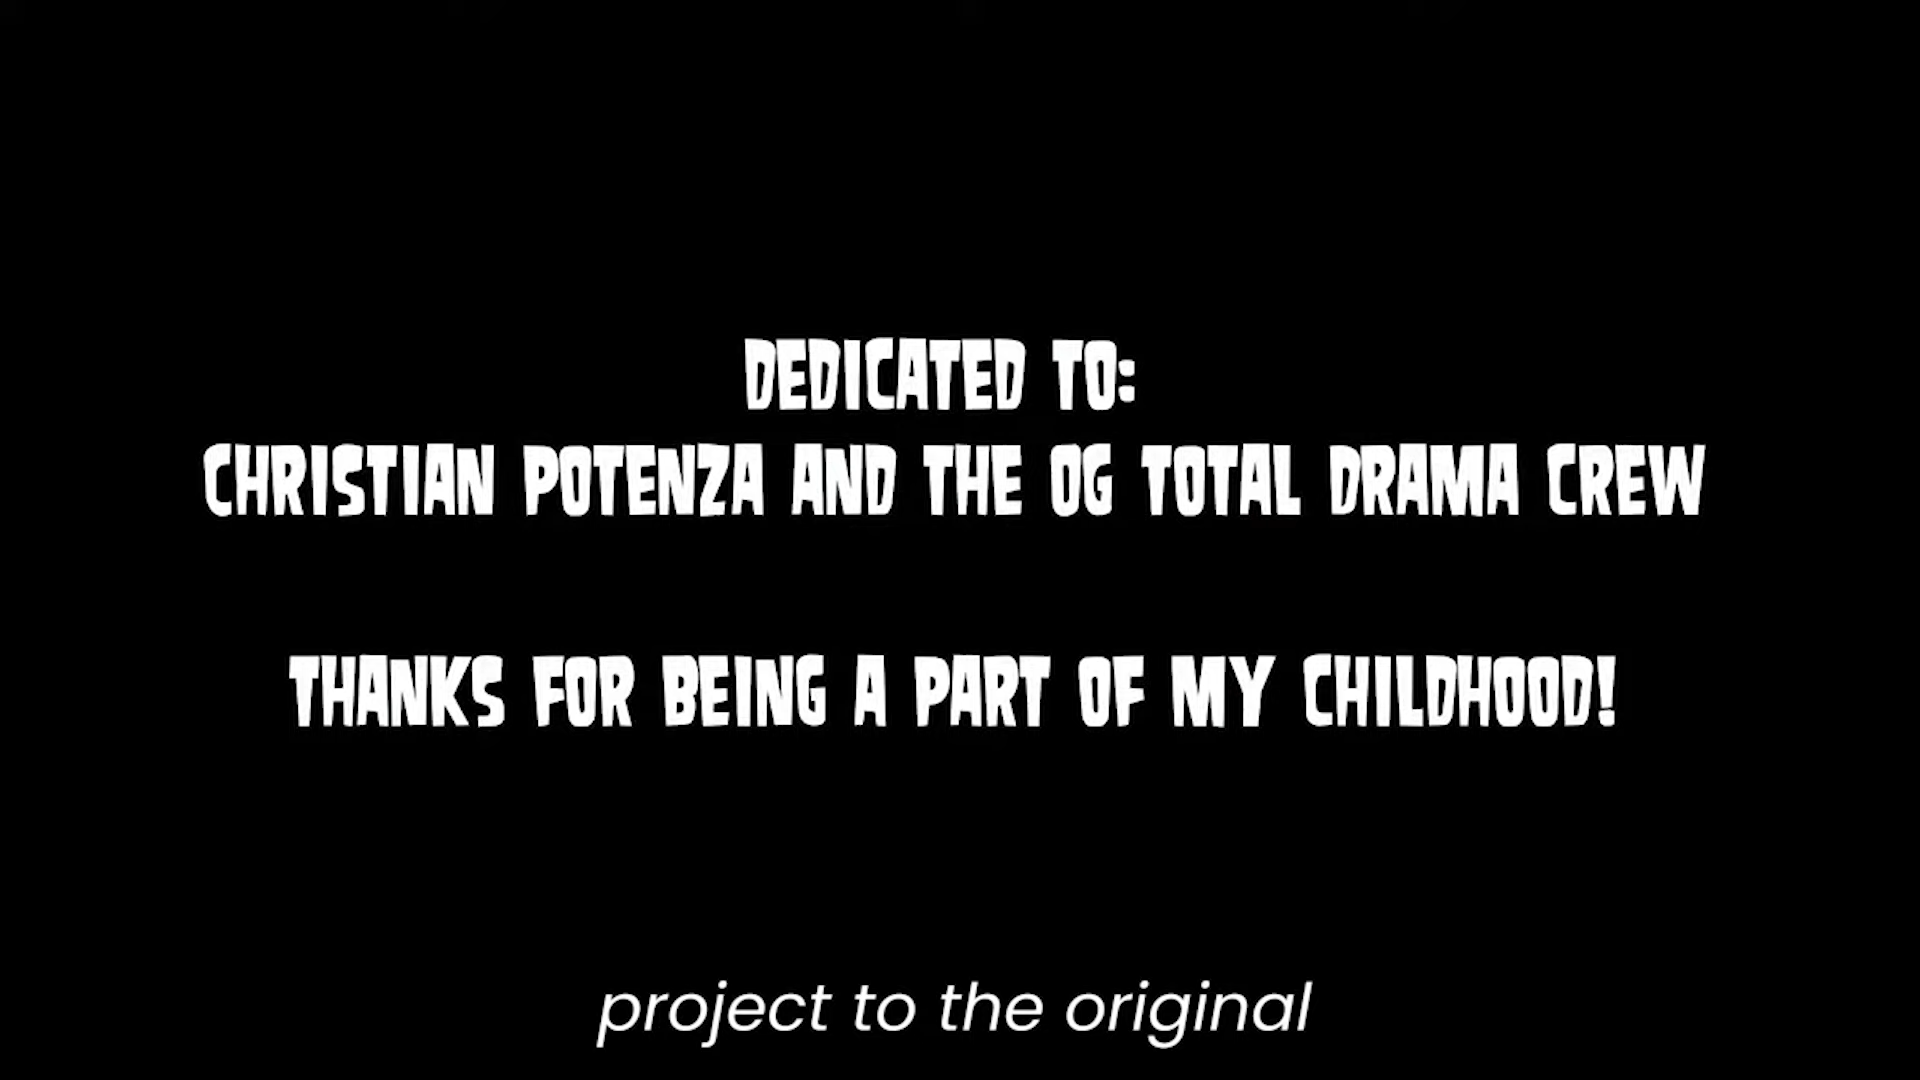 DEDICATED TO:
CHRISTIAN POTENZA AND THE OG TOTAL DRAMA CREW
THANKS FOR BEING A PART OF MY CHILDHOOD!
project to the original